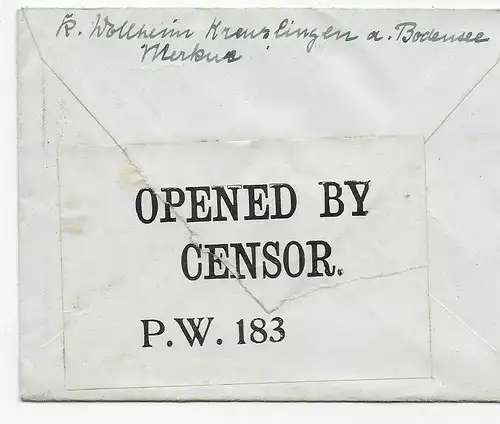 K. Wollheim Kreuzlingen a. Bodensee
Merkur
OPENED BY
CENSOR.
P.W. 183